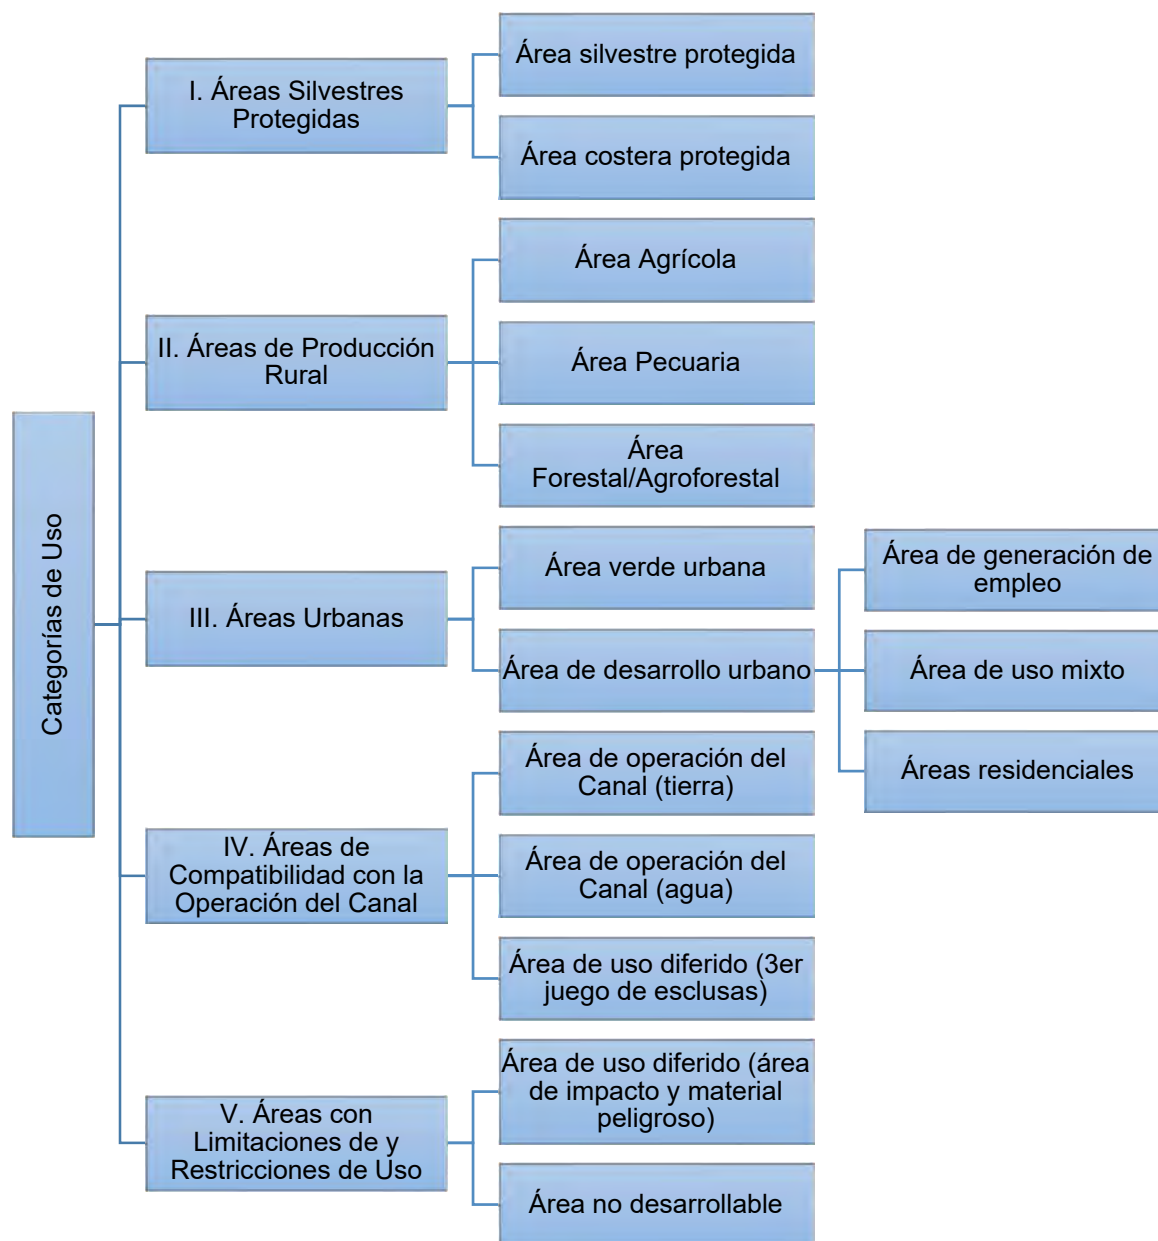 Categorías de Uso
I. Áreas Silvestres
Protegidas
Área silvestre protegida
Área costera protegida
II. Áreas de Producción
Rural
Área Agrícola
Área Pecuaria
Área
Forestal/Agroforestal
III. Áreas Urbanas
Área verde urbana
Área de desarrollo urbano
Área de generación de
empleo
Área de uso mixto
Áreas residenciales
IV. Áreas de
Compatibilidad con la
Operación del Canal
Área de operación del
Canal (tierra)
Área de operación del
Canal (agua)
Área de uso diferido (3er
juego de esclusas)
V. Áreas con
Limitaciones de y
Restricciones de Uso
Área de uso diferido (área
de impacto y material
peligroso)
Área no desarrollable